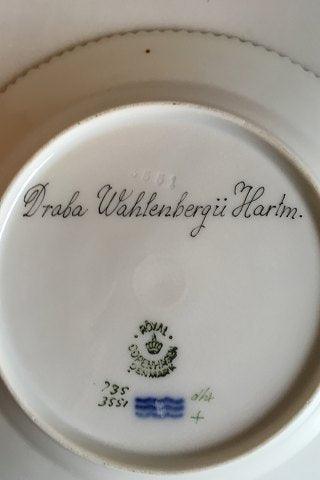 Draba Wahlenbergii Hartm.
ROYAL
COPENHAGEN
DENMARK
735
3551